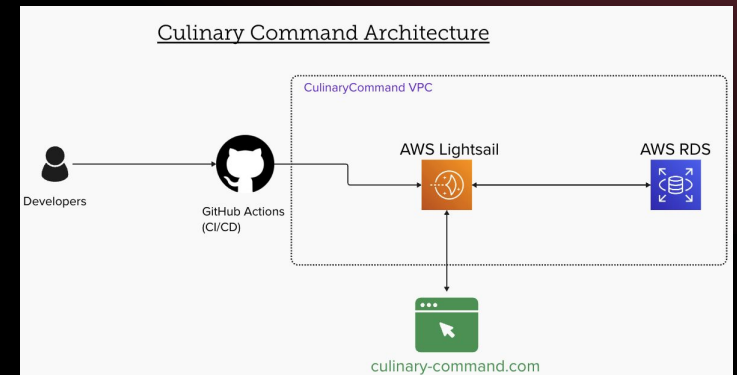 Culinary Command Architecture
CulinaryCommand VPC
AWS Lightsail
AWS RDS
Developers
GitHub Actions
(CI/CD)
culinary-command.com